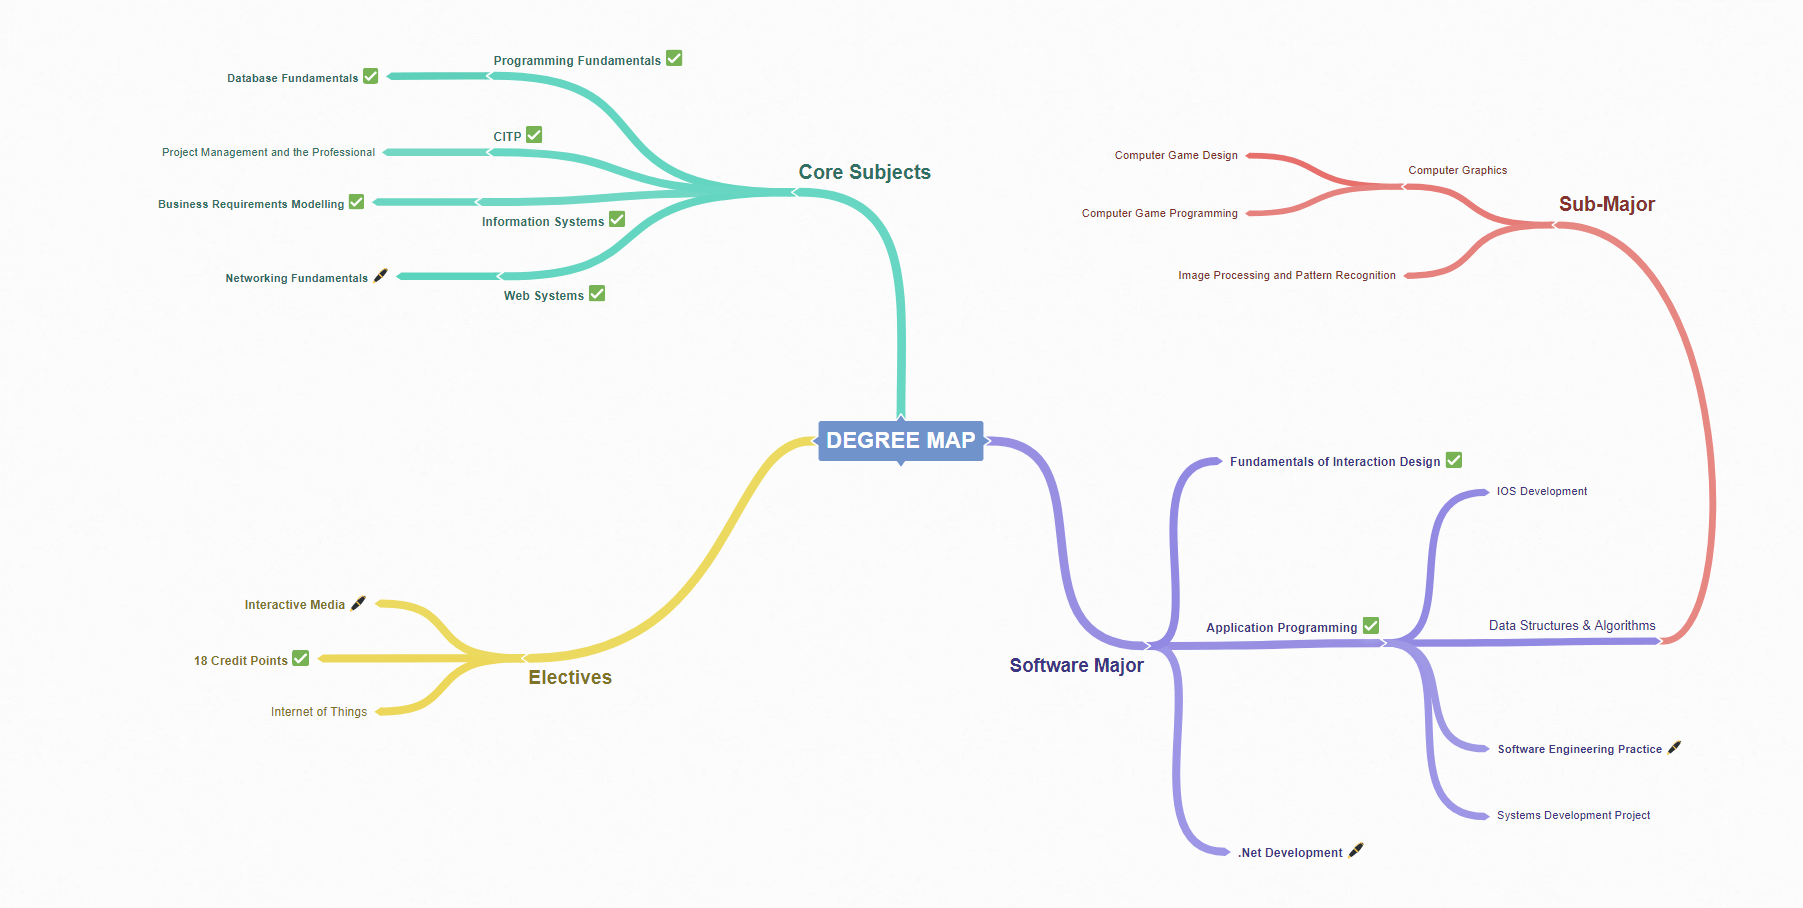 Programming Fundamentals ✅
Database Fundamentals ✅
CITP ✅
Project Management and the Professional
Core Subjects
Business Requirements Modelling ✅
Information Systems ✅
Networking Fundamentals
Web Systems ✅
Computer Game Design
Computer Graphics
Sub-Major
Computer Game Programming
Image Processing and Pattern Recognition
DEGREE MAP
Fundamentals of Interaction Design ✅
IOS Development
Interactive Media
Application Programming ✅
Data Structures & Algorithms
18 Credit Points ✅
Electives
Software Major
Internet of Things
Software Engineering Practice
Systems Development Project
.Net Development